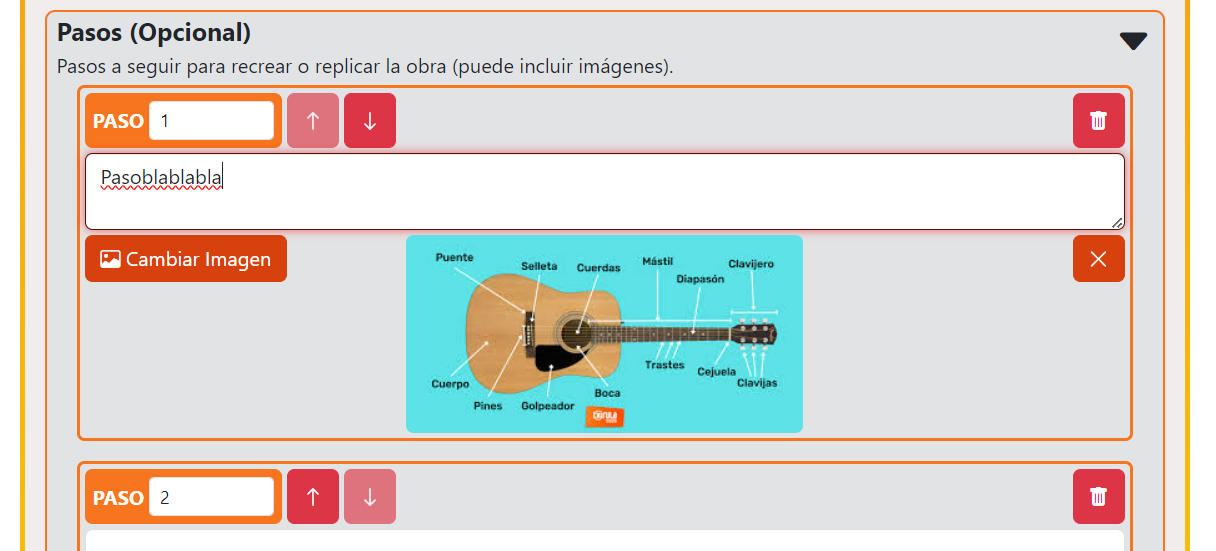 Pasos (Opcional)
Pasos a seguir para recrear o replicar la obra (puede incluir imágenes).
PASO 1
Pasoblablabla
Cambiar Imagen
Puente
Selleta
Cuerdas
Mástil
Diapasón
Clavijero
Cuerpo
Pines
Golpeador
Boca
Trastes
Cejuela
Clavijas
PASO 2